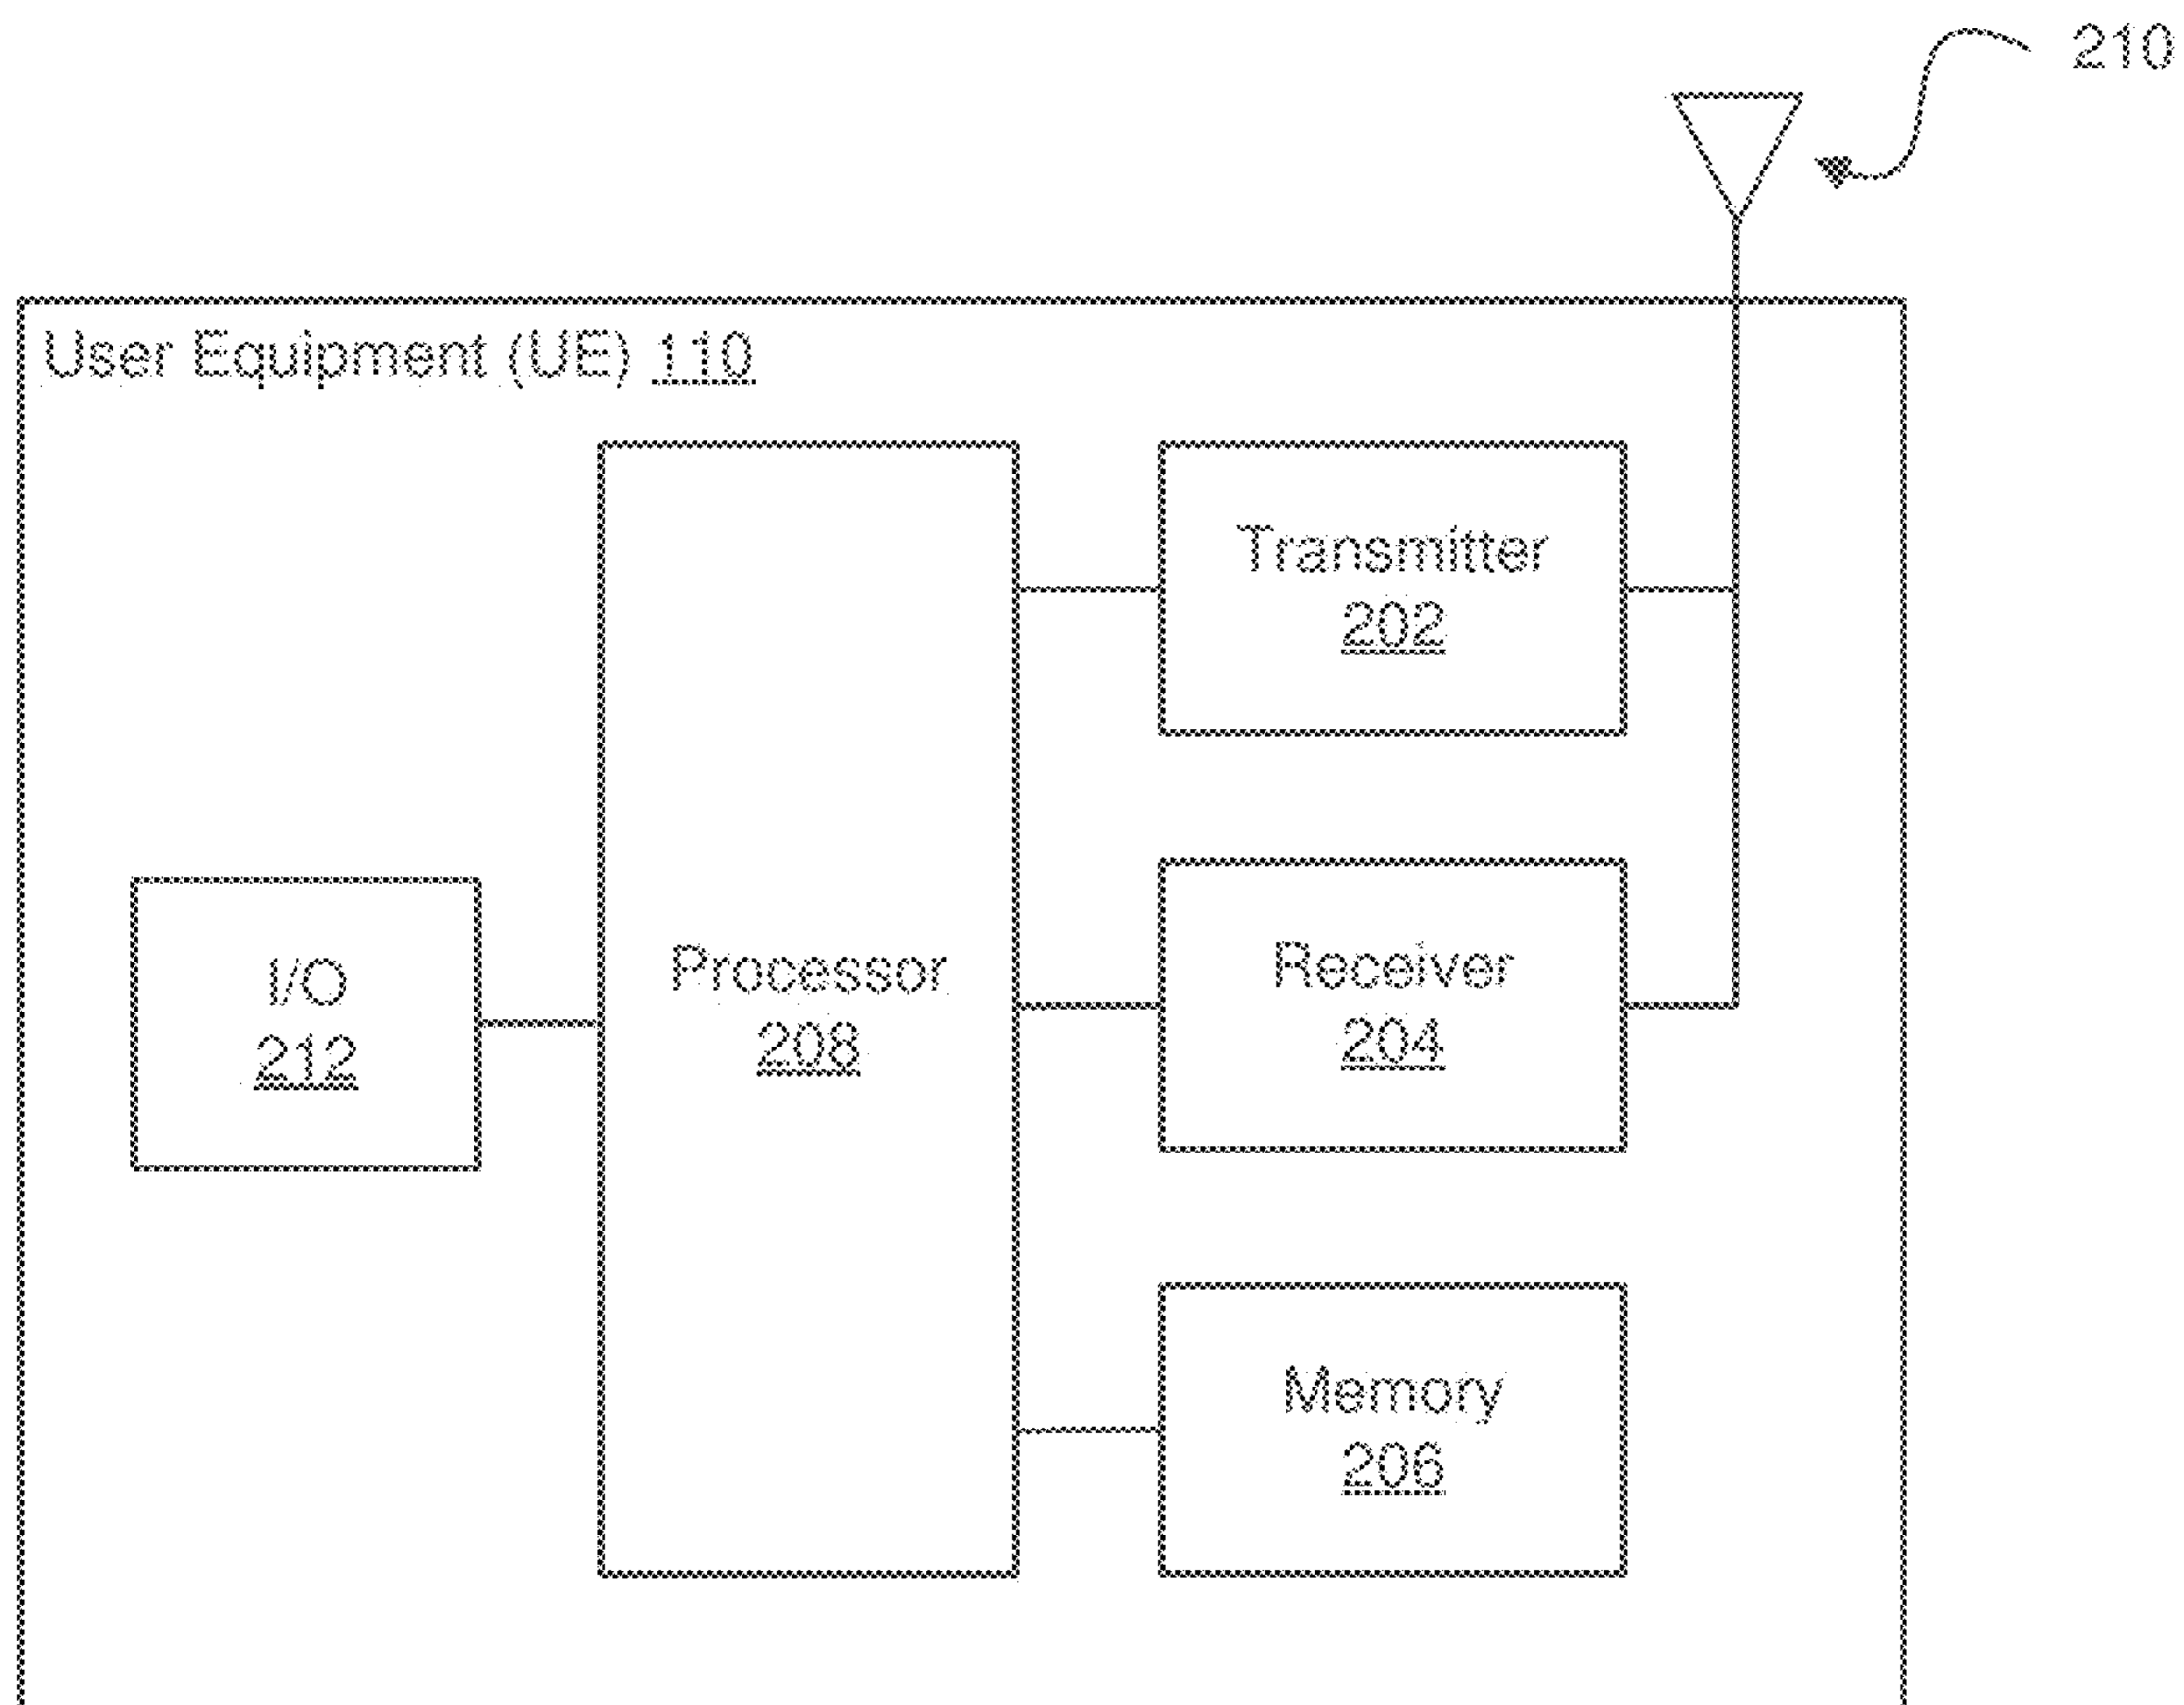 210
User Equipment (UE) 110
Transmitter
202
I/O
212
Processor
208
Receiver
204
Memory
206